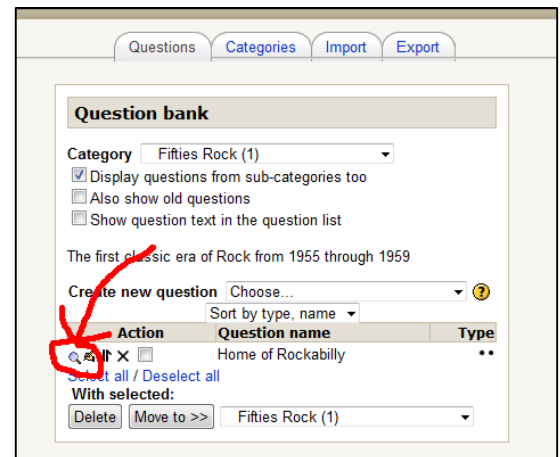 Questions Categories Import Export
Question bank
Category Fifties Rock (1)
Display questions from sub-categories too
Also show old questions
Show question text in the question list
The first classic era of Rock from 1955 through 1959
Create new question Choose... ?
Sort by type, name
Action Question name Type
Home of Rockabilly
Select all / Deselect all
With selected:
Delete Move to >> Fifties Rock (1)